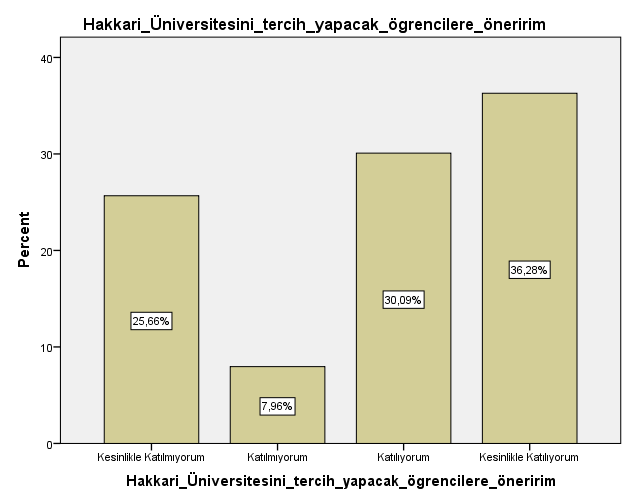 Hakkari_Üniversitesini_tercih_yapacak_ögrencilere_öneririm
40
30
20
10
0
Percent
25,66%
7,96%
30,09%
36,28%
Kesinlikle Katılmıyorum
Katılmıyorum
Katılıyorum
Kesinlikle Katılıyorum
Hakkari_Üniversitesini_tercih_yapacak_ögrencilere_öneririm